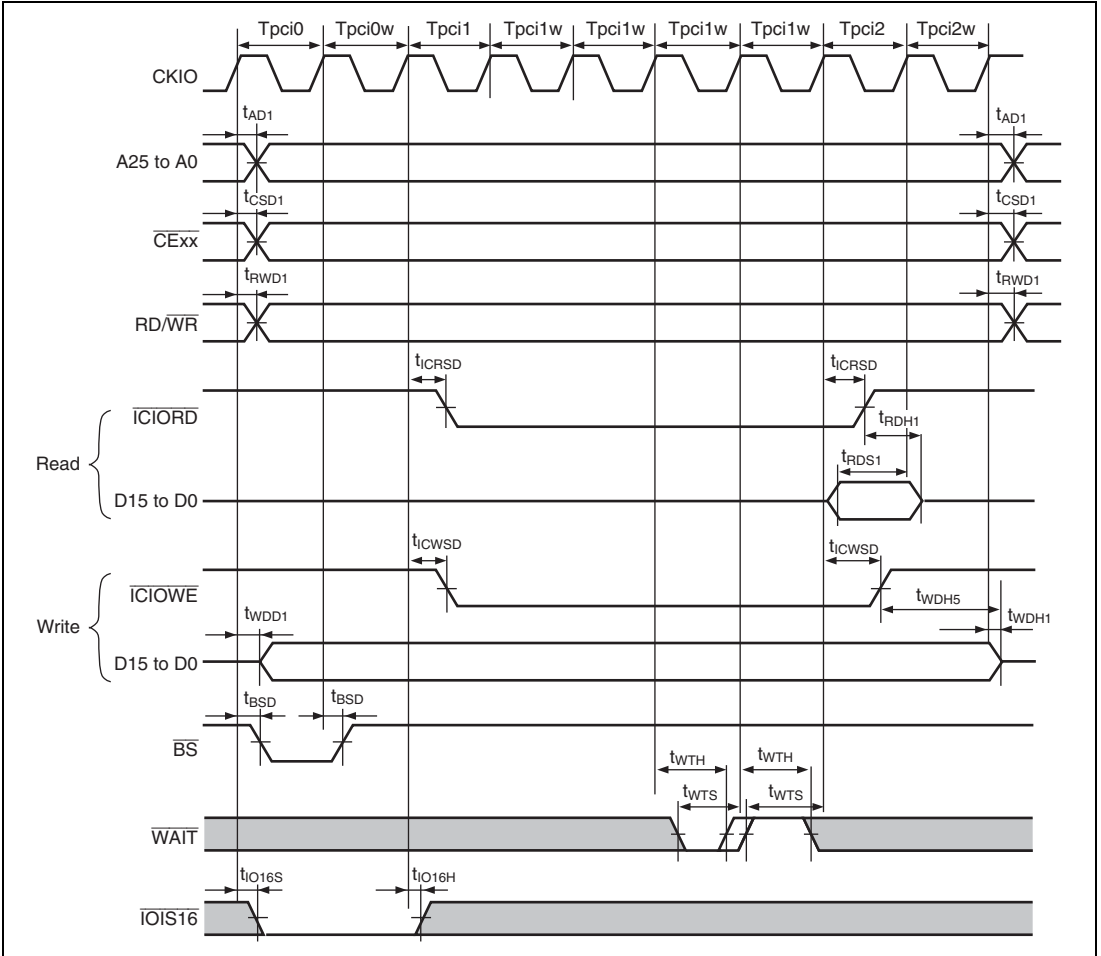 Tpci0 Tpci0w Tpci1 Tpci1w Tpci1w Tpci1w Tpci1w Tpci2 Tpci2w
CKIO
tAD1 tAD1
A25 to A0
tCSD1 tCSD1
CExx
tRWD1 tRWD1
RD/WR
tICRSD tICRSD
ICIORD
tRDH1
Read
tRDS1
D15 to D0
tICWSD tICWSD
ICIOWE
tWDH5
Write
tWDD1 tWDH1
D15 to D0
tBSD tBSD
BS
tWTH tWTH
tWTS tWTS
WAIT
tIO16S tIO16H
IOIS16